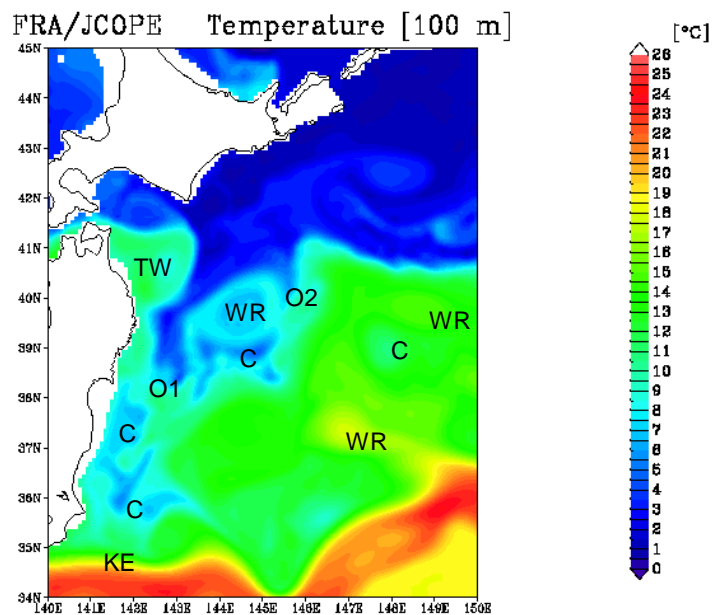 FRA/JCOPE Temperature [100 m]
[°C]
45N
44N
43N
42N
41N
40N
39N
38N
37N
36N
35N
34N
140E 141E 142E 143E 144E 145E 146E 147E 148E 149E 150E
TW
O2
WR
WR
C
C
O1
C
WR
C
KE
26
25
24
23
22
21
20
19
18
17
16
15
14
13
12
11
10
9
8
7
6
5
4
3
2
1
0